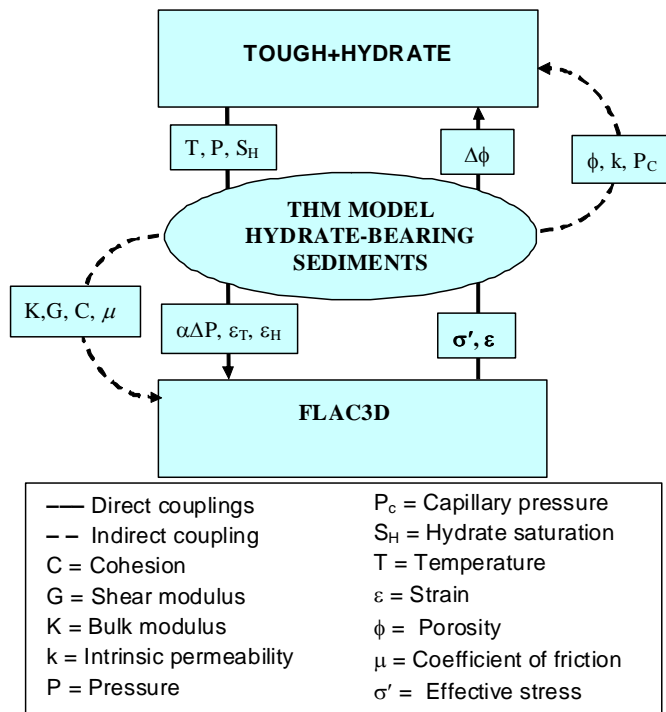 TOUGH+HYDRATE
T, P, S_H
Δϕ
ϕ, k, P_C
THM MODEL
HYDRATE-BEARING
SEDIMENTS
K,G, C, μ
αΔP, ε_T, ε_H
σ′, ε
FLAC3D
Direct couplings
Indirect coupling
C = Cohesion
G = Shear modulus
K = Bulk modulus
k = Intrinsic permeability
P = Pressure
P_c = Capillary pressure
S_H = Hydrate saturation
T = Temperature
ε = Strain
ϕ = Porosity
μ = Coefficient of friction
σ′ = Effective stress